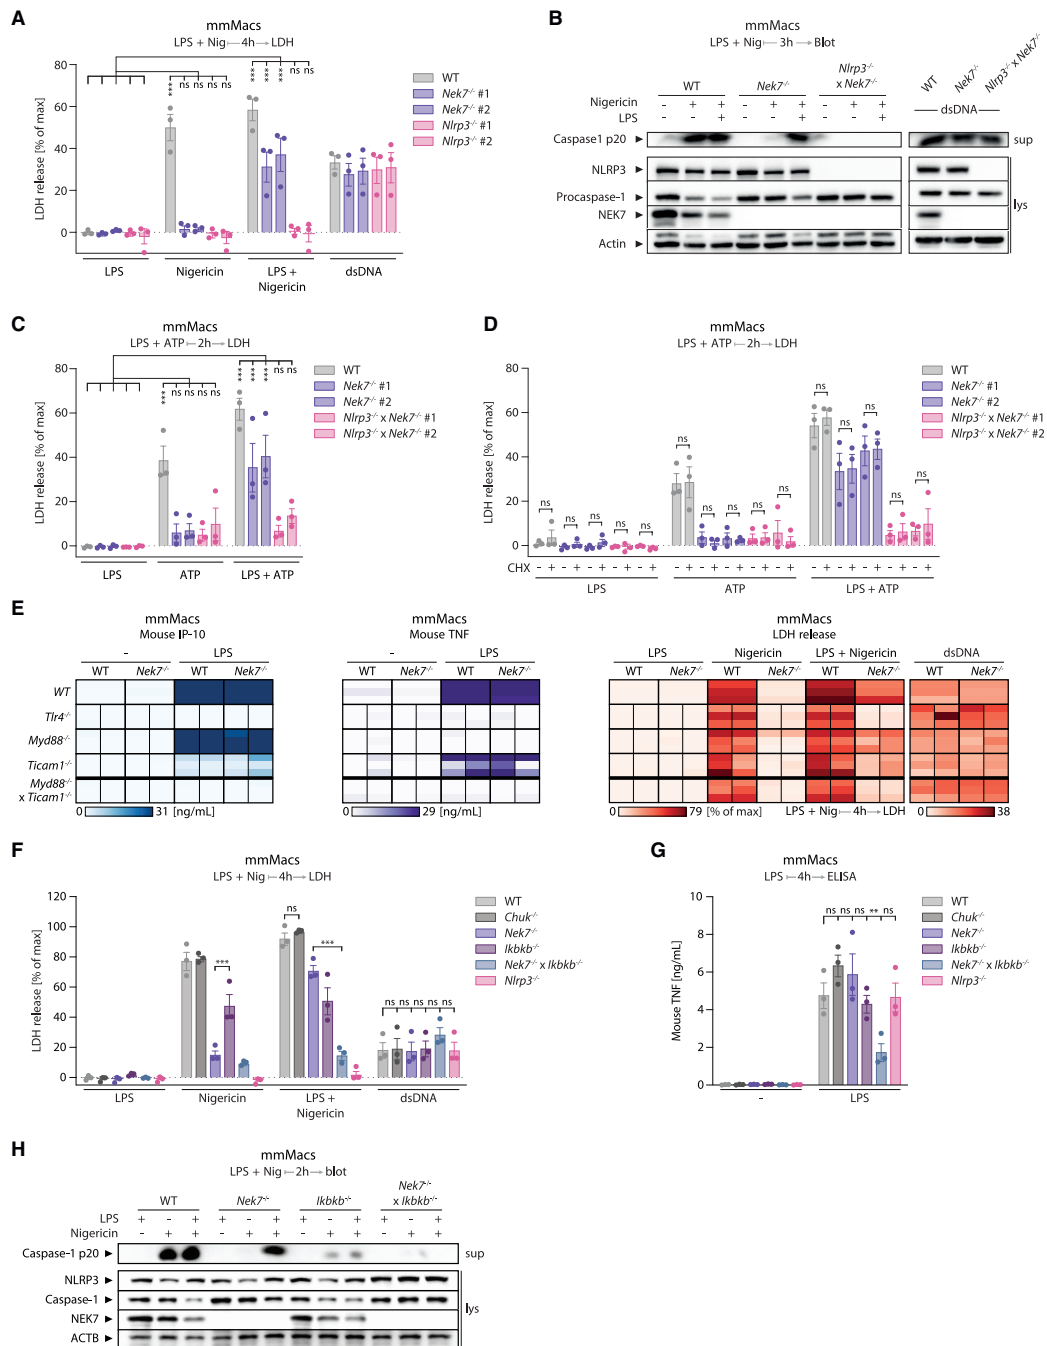 A
mmMacs
LPS + Nig ⊢4h→ LDH
LDH release [% of max]
80
60
40
20
0
*** ns ns ns ns
*** *** *** ns ns
LPS
Nigericin
LPS + Nigericin
dsDNA
WT
Nek7-/- #1
Nek7-/- #2
Nlrp3-/- #1
Nlrp3-/- #2
B
mmMacs
LPS + Nig ⊢3h→ Blot
WT
Nek7-/-
Nlrp3-/- x Nek7-/-
WT
Nek7-/-
Nlrp3-/- x Nek7-/-
dsDNA
Nigericin - + + - + + - + +
LPS - - + - - + - - +
Caspase1 p20
sup
NLRP3
Procaspase-1
NEK7
Actin
lys
C
mmMacs
LPS + ATP ⊢2h→ LDH
LDH release [% of max]
80
60
40
20
0
*** ns ns ns ns
**** **** **** ns ns
LPS
ATP
LPS + ATP
WT
Nek7-/- #1
Nek7-/- #2
Nlrp3-/- x Nek7-/- #1
Nlrp3-/- x Nek7-/- #2
D
mmMacs
LPS + ATP ⊢2h→ LDH
LDH release [% of max]
80
60
40
20
0
ns ns ns ns ns
ns ns ns ns ns
ns ns ns ns ns
CHX - + - + - + - + - + - + - + - + - + - + - + - + - + - + - +
LPS
ATP
LPS + ATP
WT
Nek7-/- #1
Nek7-/- #2
Nlrp3-/- x Nek7-/- #1
Nlrp3-/- x Nek7-/- #2
E
mmMacs
Mouse IP-10
- LPS
WT Nek7-/- WT Nek7-/-
WT
Tlr4-/-
Myd88-/-
Ticam1-/-
Myd88-/-
x Ticam1-/-
0 31 [ng/mL]
mmMacs
Mouse TNF
- LPS
WT Nek7-/- WT Nek7-/-
0 29 [ng/mL]
mmMacs
LDH release
LPS Nigericin LPS + Nigericin dsDNA
WT Nek7-/- WT Nek7-/- WT Nek7-/- WT Nek7-/-
0 79 [% of max] LPS + Nig ⊢4h→ LDH 0 38
F
mmMacs
LPS + Nig ⊢4h→ LDH
LDH release [% of max]
120
100
80
60
40
20
0
***
ns
***
ns ns ns ns ns
LPS
Nigericin
LPS + Nigericin
dsDNA
WT
Chuk-/-
Nek7-/-
Ikbkb-/-
Nek7-/- x Ikbkb-/-
Nlrp3-/-
G
mmMacs
LPS ⊢4h→ ELISA
Mouse TNF [ng/mL]
10
8
6
4
2
0
ns ns ns ** ns
-
LPS
WT
Chuk-/-
Nek7-/-
Ikbkb-/-
Nek7-/- x Ikbkb-/-
Nlrp3-/-
H
mmMacs
LPS + Nig ⊢2h→ blot
WT
Nek7-/-
Ikbkb-/-
Nek7-/- x Ikbkb-/-
LPS + - + + - + + - + + - +
Nigericin - + + - + + - + + - + +
Caspase-1 p20
sup
NLRP3
Caspase-1
NEK7
ACTB
lys